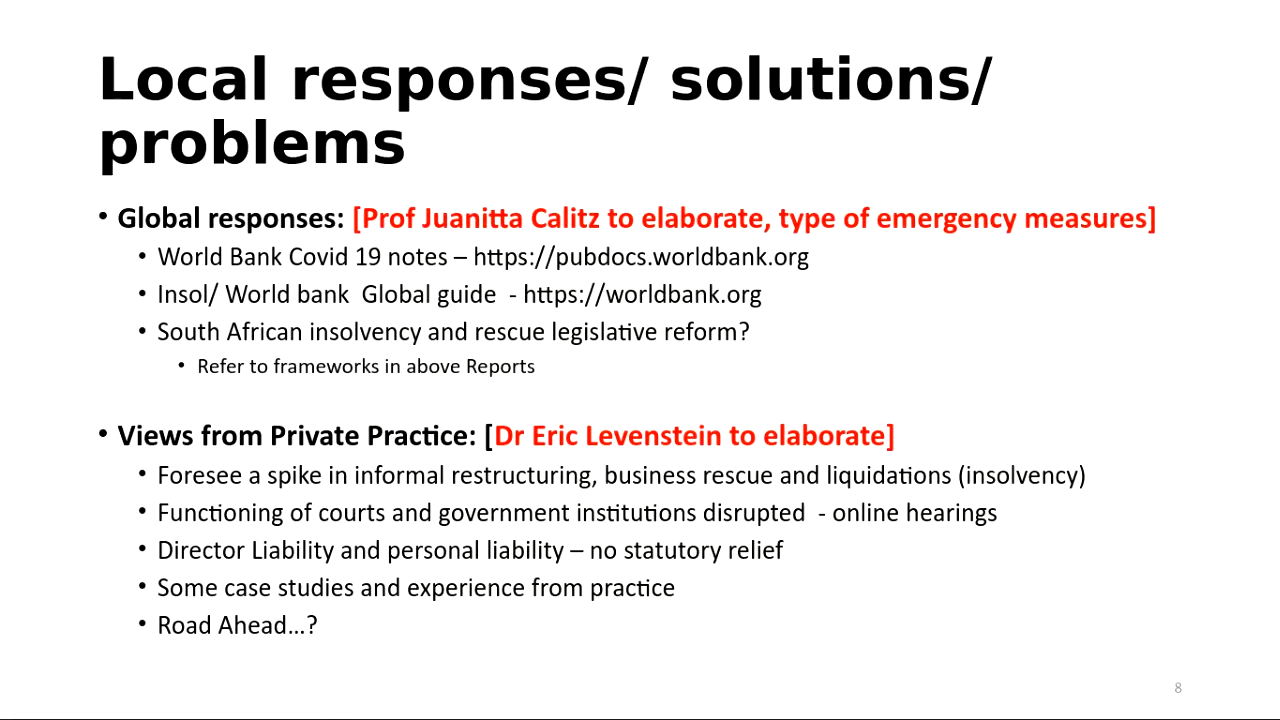 Local responses/ solutions/
problems
• Global responses: [Prof Juanitta Calitz to elaborate, type of emergency measures]
• World Bank Covid 19 notes – https://pubdocs.worldbank.org
• Insol/ World bank  Global guide  - https://worldbank.org
• South African insolvency and rescue legislative reform?
• Refer to frameworks in above Reports
• Views from Private Practice: [Dr Eric Levenstein to elaborate]
• Foresee a spike in informal restructuring, business rescue and liquidations (insolvency)
• Functioning of courts and government institutions disrupted  - online hearings
• Director Liability and personal liability – no statutory relief
• Some case studies and experience from practice
• Road Ahead…?
8